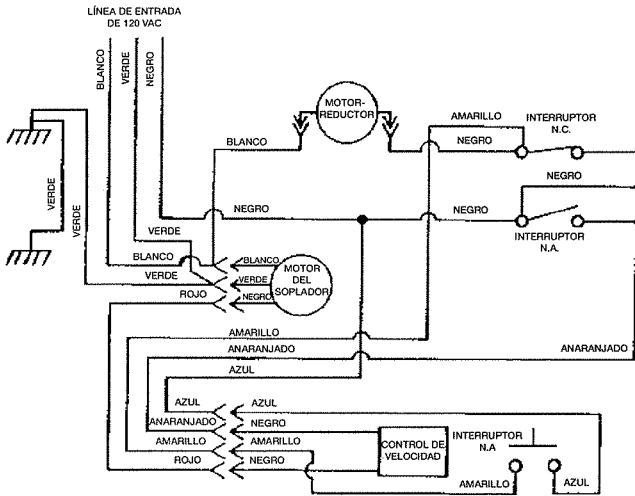 LÍNEA DE ENTRADA
DE 120 VAC
BLANCO
VERDE
NEGRO
MOTOR-
REDUCTOR
AMARILLO
INTERRUPTOR
N.C.
BLANCO
NEGRO
NEGRO
VERDE
VERDE
NEGRO
NEGRO
INTERRUPTOR
N.A.
VERDE
BLANCO
BLANCO
VERDE
VERDE
MOTOR
DEL
SOPLADOR
ROJO
NEGRO
AMARILLO
ANARANJADO
ANARANJADO
AZUL
AZUL
AZUL
ANARANJADO
NEGRO
AMARILLO
AMARILLO
CONTROL DE
VELOCIDAD
INTERRUPTOR
N.A
ROJO
NEGRO
AMARILLO
AZUL